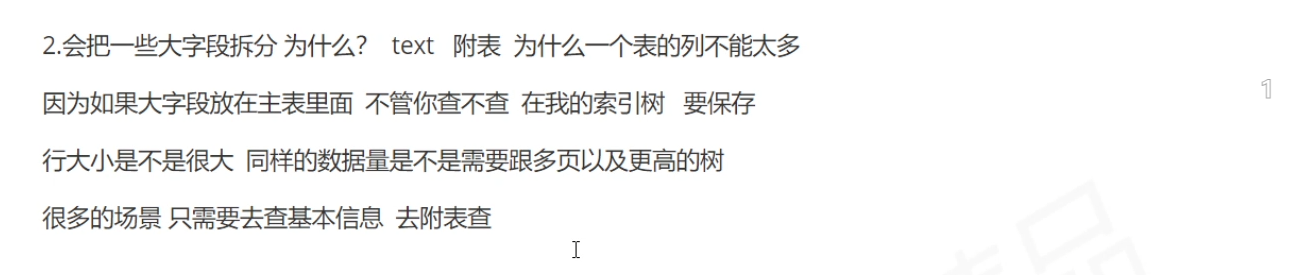 2.会把一些大字段拆分 为什么？ text 附表 为什么一个表的列不能太多
因为如果大字段放在主表里面 不管你查不查 在我的索引树 要保存
行大小是不是很大 同样的数据量是不是需要跟多页以及更高的树
很多的场景 只需要去查基本信息 去附表查
1
品